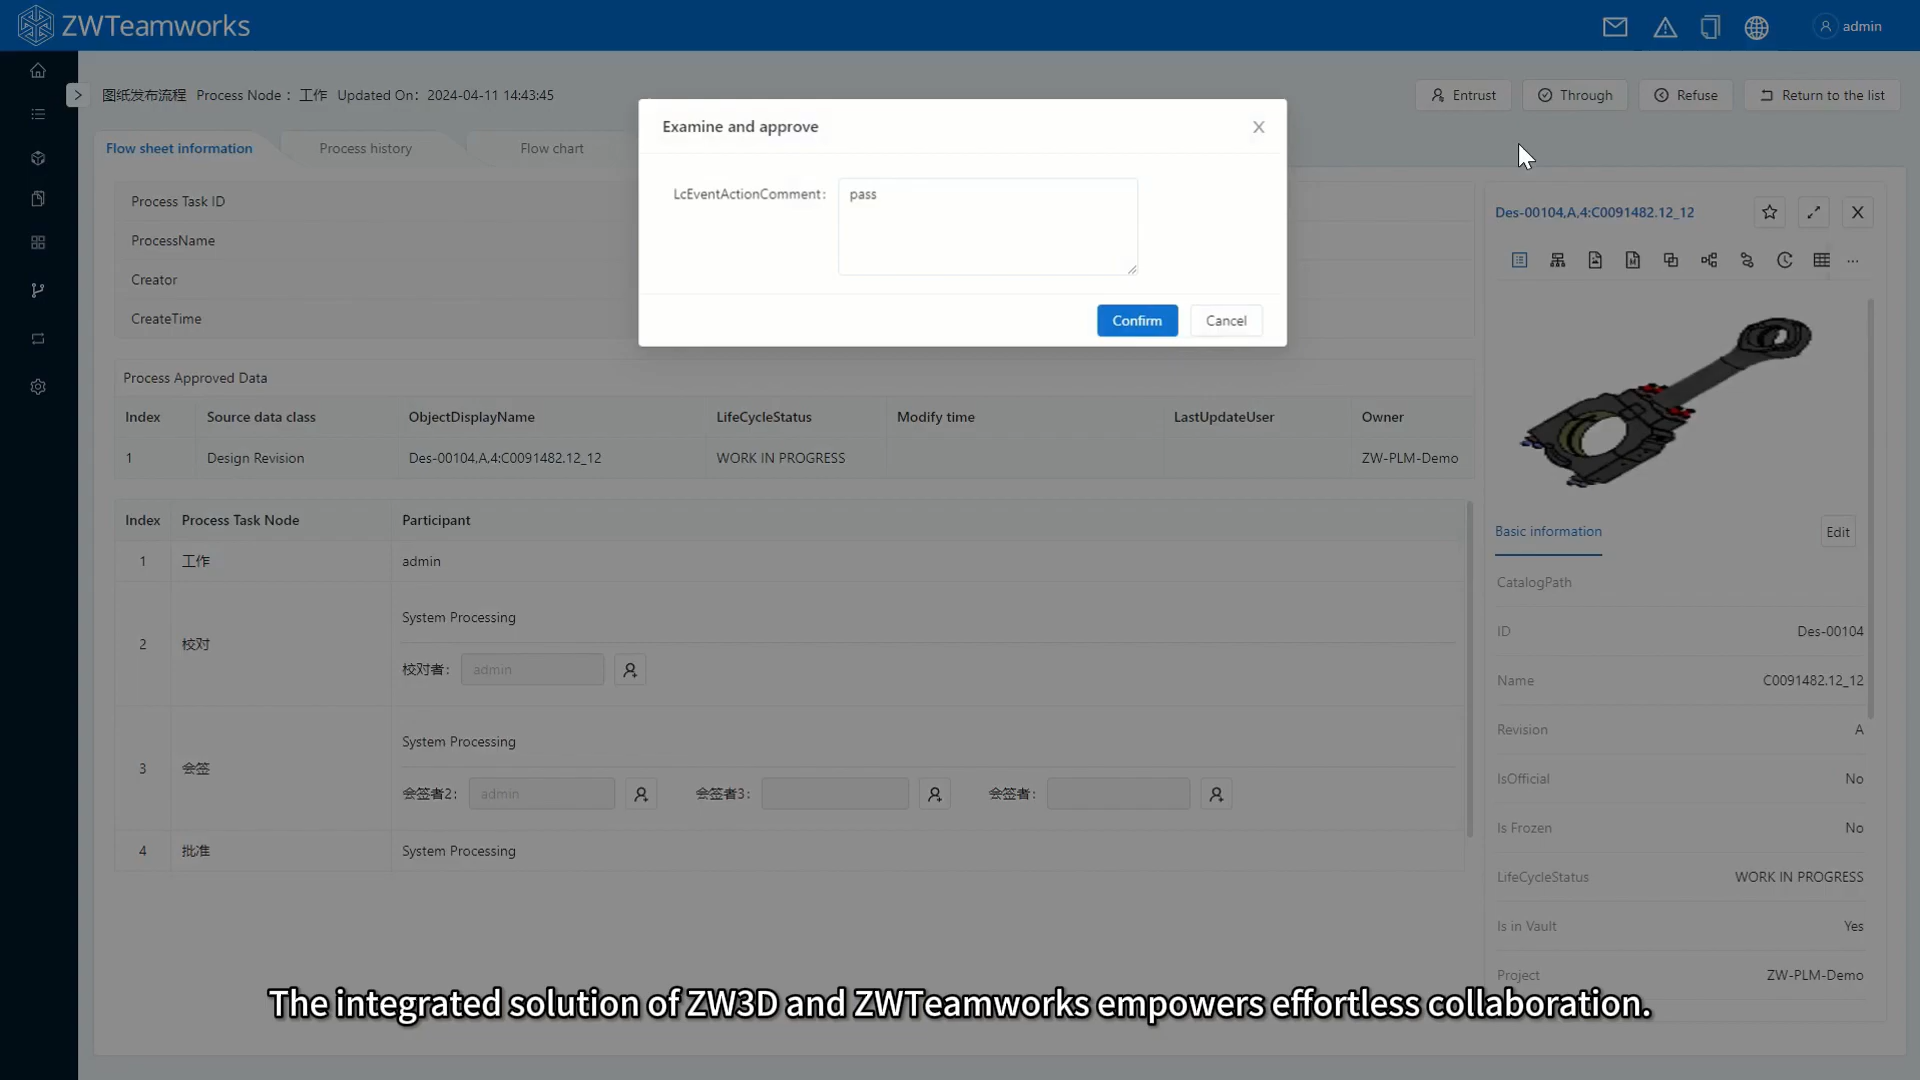 ZWTeamworks
admin
图纸发布流程 Process Node： 工作 Updated On：2024-04-11 14:43:45
Entrust
Through
Refuse
Return to the list
Flow sheet information
Process history
Flow chart
Examine and approve
LcEventActionComment:
pass
Confirm
Cancel
Process Task ID
ProcessName
Creator
CreateTime
Process Approved Data
Index Source data class ObjectDisplayName LifeCycleStatus Modify time LastUpdateUser Owner
1 Design Revision Des-00104,A,4:C0091482.12_12 WORK IN PROGRESS ZW-PLM-Demo
Index Process Task Node Participant
1 工作 admin
System Processing
2 校对
校对者: admin
System Processing
3 会签
会签者2: admin 会签者3: 会签者:
4 批准 System Processing
Des-00104,A,4:C0091482.12_12
Basic information
Edit
CatalogPath
ID Des-00104
Name C0091482.12_12
Revision A
IsOfficial No
Is Frozen No
LifeCycleStatus WORK IN PROGRESS
Is in Vault Yes
Project ZW-PLM-Demo
The integrated solution of ZW3D and ZWTeamworks empowers effortless collaboration.